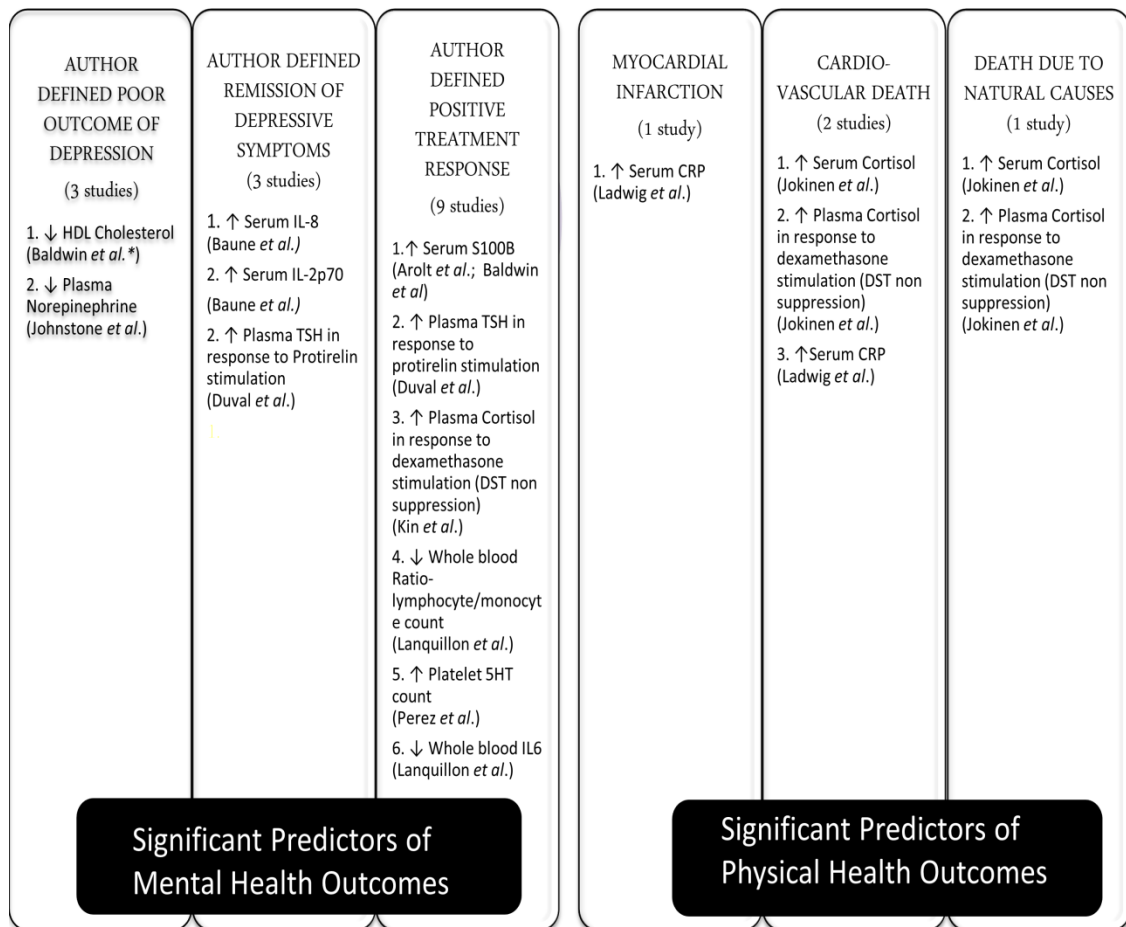 AUTHOR
DEFINED POOR
OUTCOME OF
DEPRESSION
(3 studies)
1. ↓ HDL Cholesterol
(Baldwin et al.*)
2. ↓ Plasma
Norepinephrine
(Johnstone et al.)
AUTHOR DEFINED
REMISSION OF
DEPRESSIVE
SYMPTOMS
(3 studies)
1. ↑ Serum IL-8
(Baune et al.)
2. ↑ Serum IL-2p70
(Baune et al.)
2. ↑ Plasma TSH in
response to Protirelin
stimulation
(Duval et al.)
AUTHOR
DEFINED
POSITIVE
TREATMENT
RESPONSE
(9 studies)
1.↑ Serum S100B
(Arolt et al.; Baldwin
et al)
2. ↑ Plasma TSH in
response to
protirelin stimulation
(Duval et al.)
3. ↑ Plasma Cortisol
in response to
dexamethasone
stimulation (DST non
suppression)
(Kin et al.)
4. ↓ Whole blood
Ratio-
lymphocyte/monocyt
e count
(Lanquillon et al.)
5. ↑ Platelet 5HT
count
(Perez et al.)
6. ↓ Whole blood IL6
(Lanquillon et al.)
Significant Predictors of
Mental Health Outcomes
MYOCARDIAL
INFARCTION
(1 study)
1. ↑ Serum CRP
(Ladwig et al.)
CARDIO-
VASCULAR DEATH
(2 studies)
1. ↑ Serum Cortisol
(Jokinen et al.)
2. ↑ Plasma Cortisol
in response to
dexamethasone
stimulation (DST non
suppression)
(Jokinen et al.)
3. ↑Serum CRP
(Ladwig et al.)
DEATH DUE TO
NATURAL CAUSES
(1 study)
1. ↑ Serum Cortisol
(Jokinen et al.)
2. ↑ Plasma Cortisol
in response to
dexamethasone
stimulation (DST non
suppression)
(Jokinen et al.)
Significant Predictors of
Physical Health Outcomes